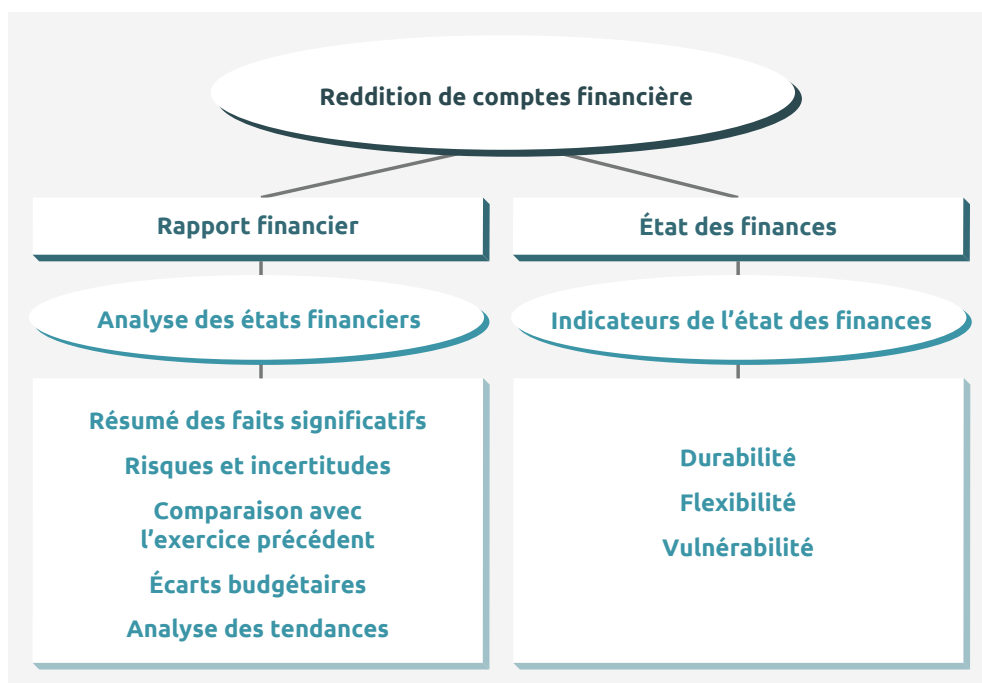 Reddition de comptes financière
Rapport financier
Analyse des états financiers
Résumé des faits significatifs
Risques et incertitudes
Comparaison avec
l’exercice précédent
Écarts budgétaires
Analyse des tendances
État des finances
Indicateurs de l’état des finances
Durabilité
Flexibilité
Vulnérabilité